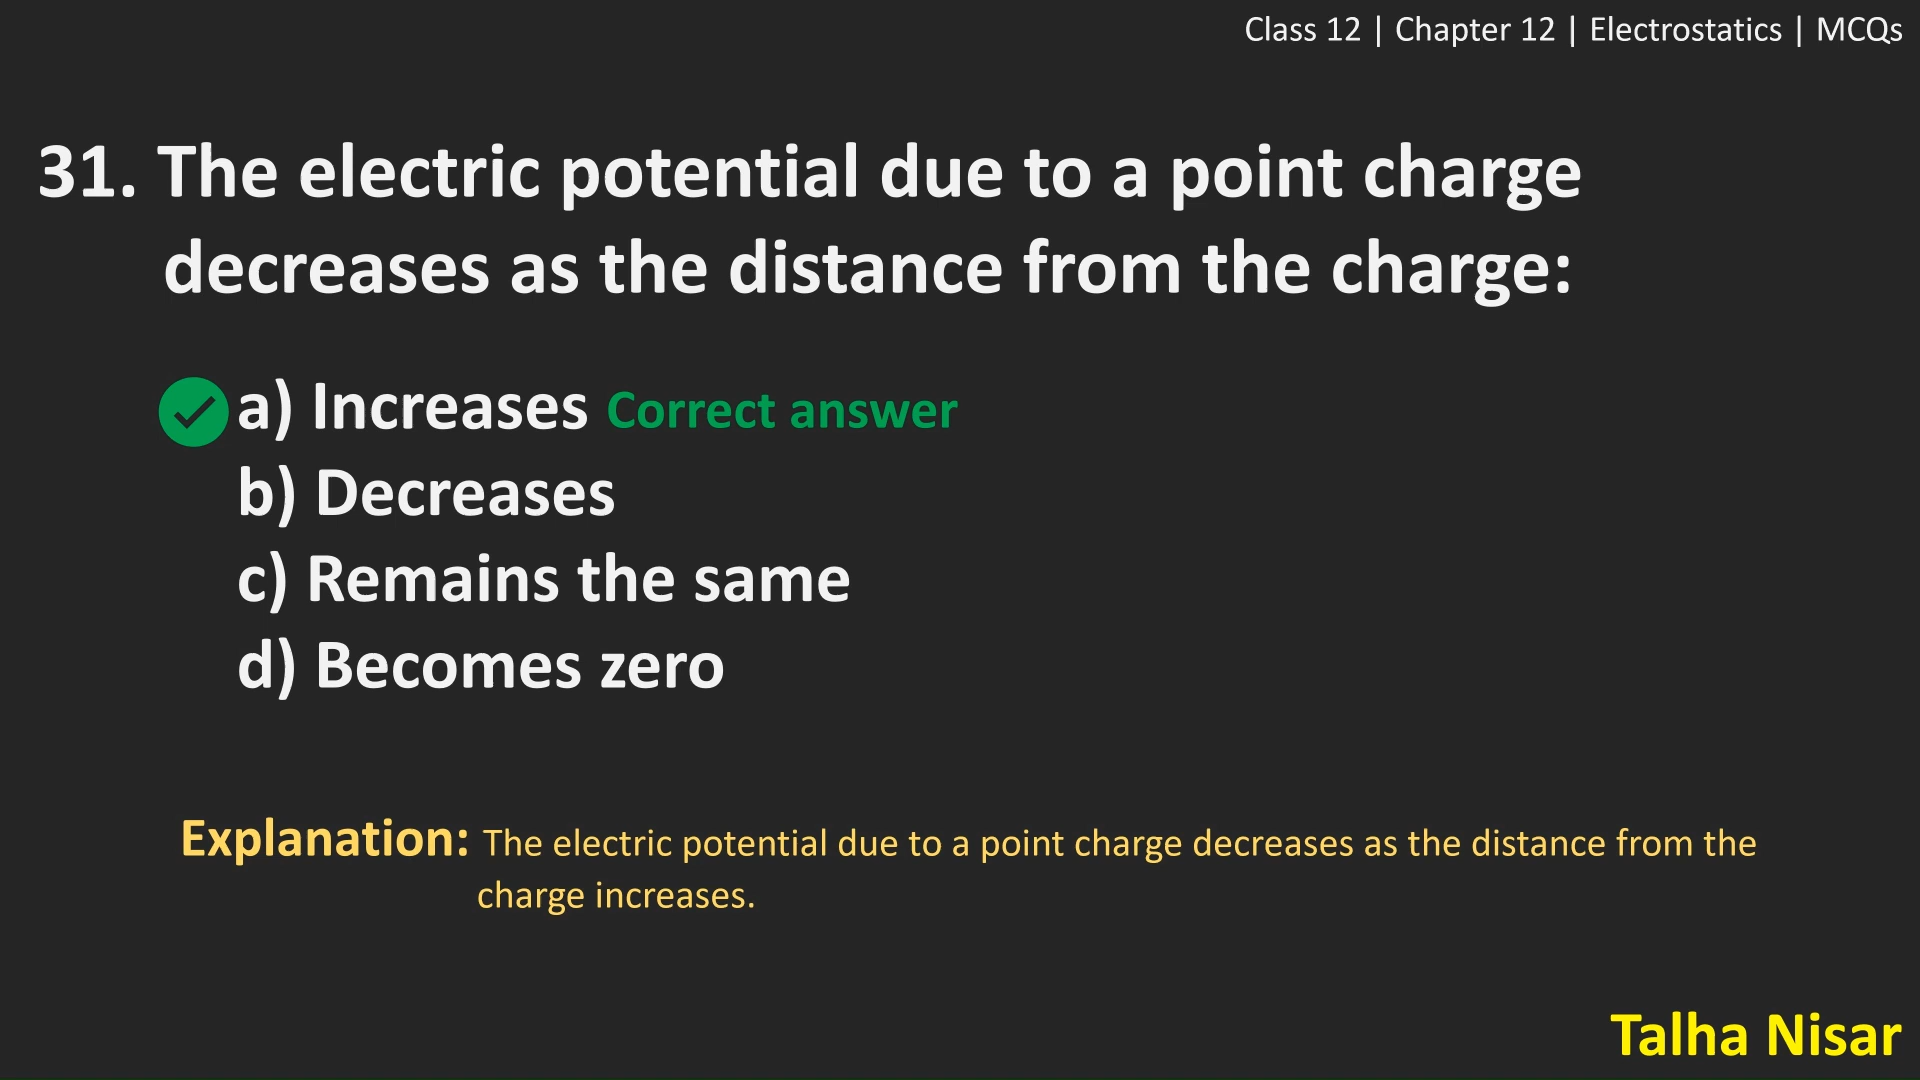 Class 12 | Chapter 12 | Electrostatics | MCQs
31. The electric potential due to a point charge
decreases as the distance from the charge:
a) Increases Correct answer
b) Decreases
c) Remains the same
d) Becomes zero
Explanation: The electric potential due to a point charge decreases as the distance from the
charge increases.
Talha Nisar